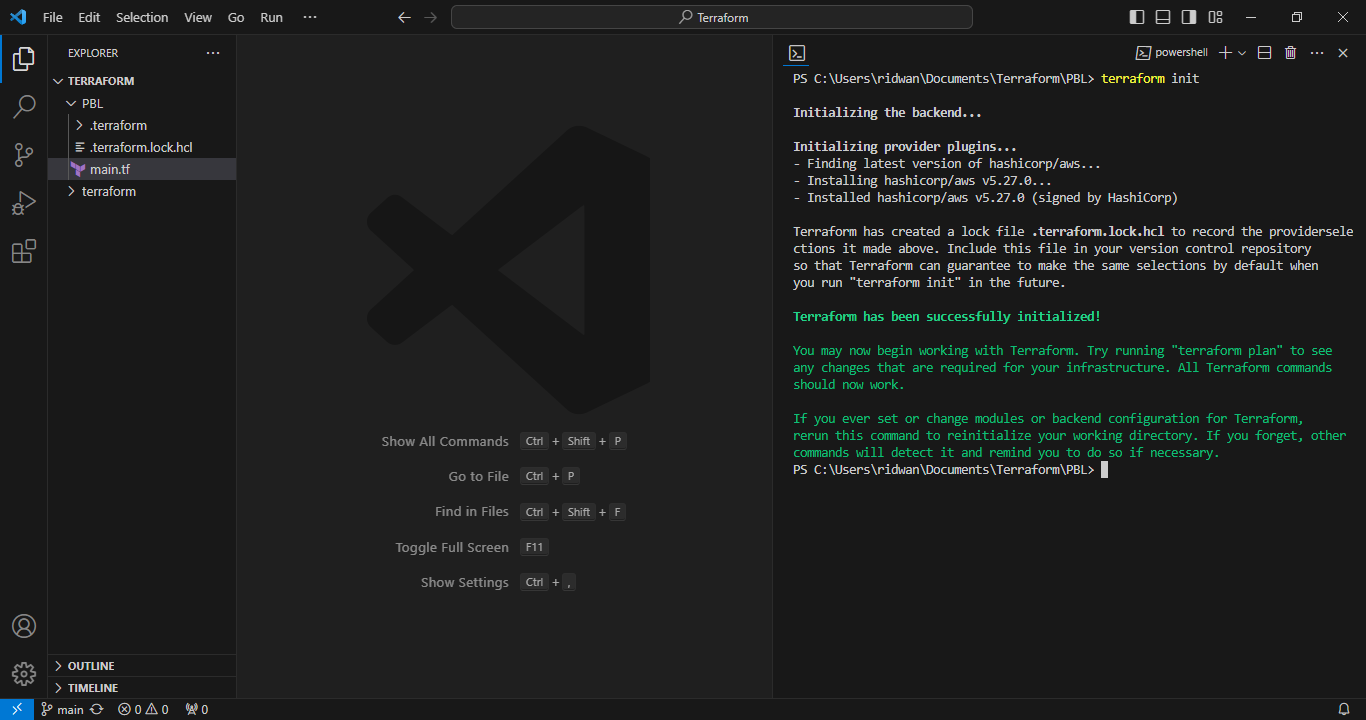 File Edit Selection View Go Run ··· Terraform
EXPLORER ···
TERRAFORM
PBL
.terraform
.terraform.lock.hcl
main.tf
terraform
OUTLINE
TIMELINE
Show All Commands Ctrl + Shift + P
Go to File Ctrl + P
Find in Files Ctrl + Shift + F
Toggle Full Screen F11
Show Settings Ctrl + ,
powershell
PS C:\Users\ridwan\Documents\Terraform\PBL> terraform init
Initializing the backend...
Initializing provider plugins...
- Finding latest version of hashicorp/aws...
- Installing hashicorp/aws v5.27.0...
- Installed hashicorp/aws v5.27.0 (signed by HashiCorp)
Terraform has created a lock file .terraform.lock.hcl to record the providersele
ctions it made above. Include this file in your version control repository
so that Terraform can guarantee to make the same selections by default when
you run "terraform init" in the future.
Terraform has been successfully initialized!
You may now begin working with Terraform. Try running "terraform plan" to see
any changes that are required for your infrastructure. All Terraform commands
should now work.
If you ever set or change modules or backend configuration for Terraform,
rerun this command to reinitialize your working directory. If you forget, other
commands will detect it and remind you to do so if necessary.
PS C:\Users\ridwan\Documents\Terraform\PBL>
main 0 0 0